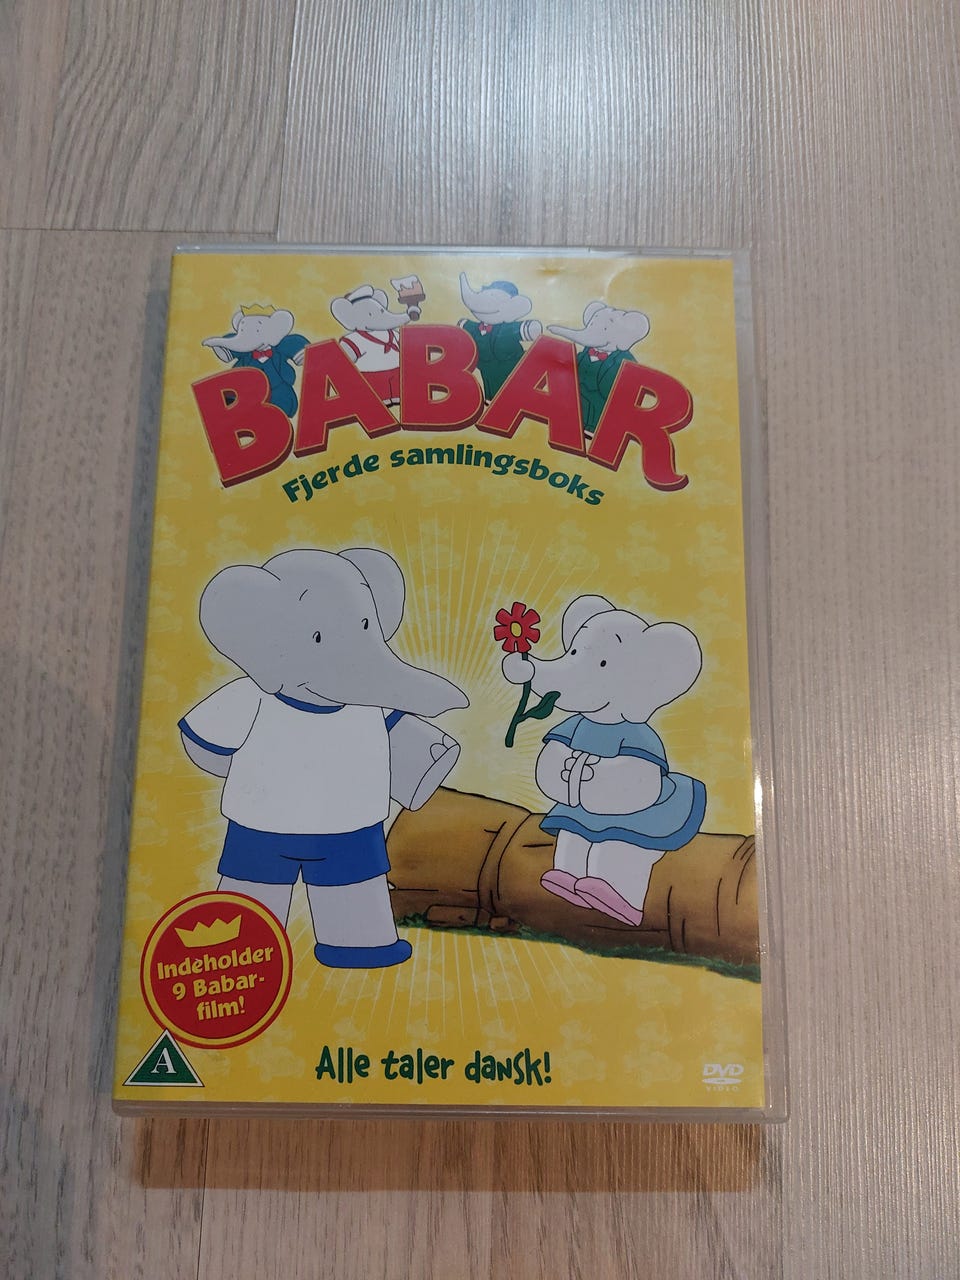 BABAR
Fjerde samlingsboks
Indeholder
9 Babar-
film!
A
Alle taler dansk!
DVD
VIDEO